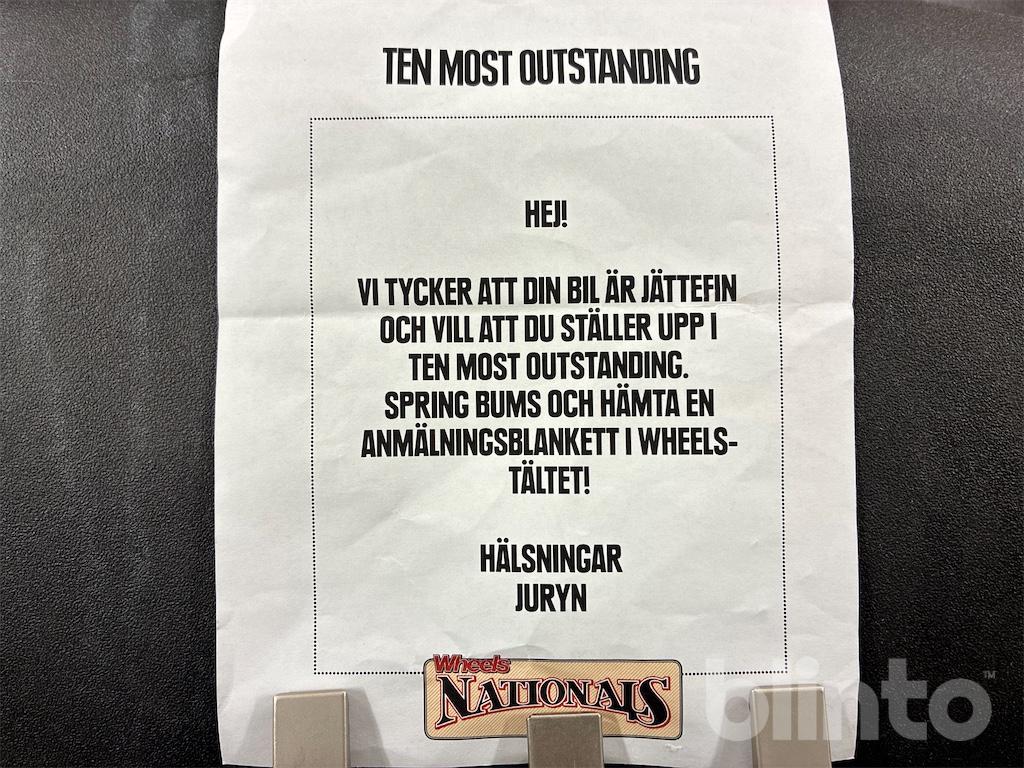 TEN MOST OUTSTANDING
HEJ!
VI TYCKER ATT DIN BIL ÄR JÄTTEFIN
OCH VILL ATT DU STÄLLER UPP I
TEN MOST OUTSTANDING.
SPRING BUMS OCH HÄMTA EN
ANMÄLNINGSBLANKETT I WHEELS-
TÄLTET!
HÄLSNINGAR
JURYN
Wheels
NATIONALS
blinto™